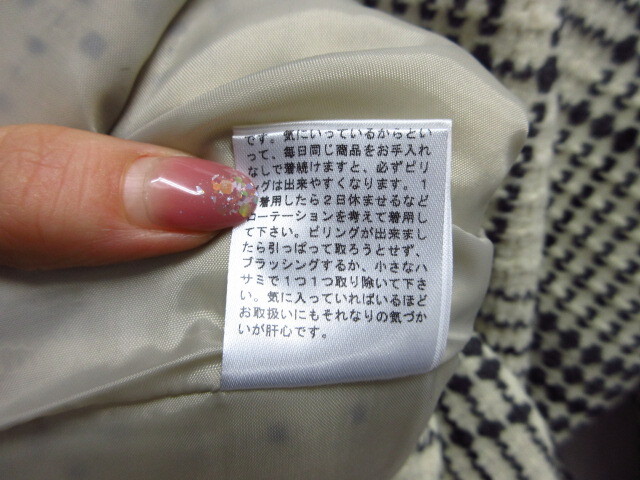 です。気にいっているからとい
って、毎日同じ商品をお手入れ
なしで着続けますと、必ずピリ
ングは出来やすくなります。1
着用したら2日休ませるなど
ローテーションを考えて着用し
て下さい。ピリングが出来まし
たら引っぱって取ろうとせず、
ブラッシングするか、小さなハ
サミで1つ1つ取り除いて下さ
い。気に入っていればいるほど
お取扱いにもそれなりの気づか
いが肝心です。